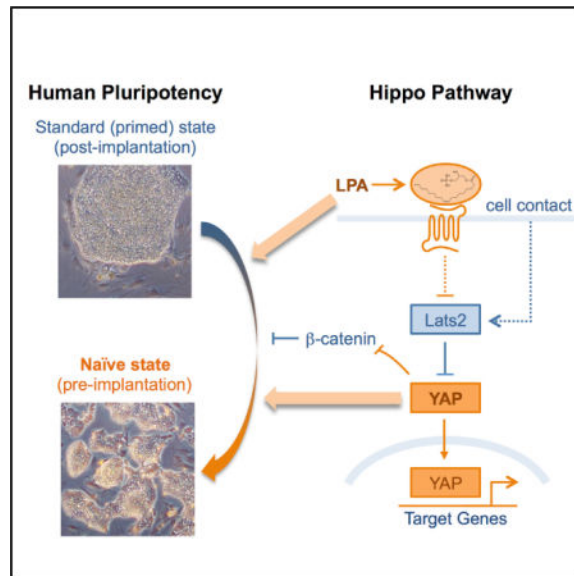 Human Pluripotency
Standard (primed) state
(post-implantation)
Naïve state
(pre-implantation)
Hippo Pathway
LPA
cell contact
Lats2
β-catenin
YAP
YAP
Target Genes